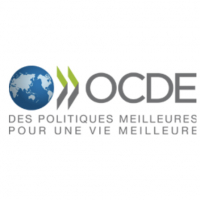 OCDE
DES POLITIQUES MEILLEURES
POUR UNE VIE MEILLEURE